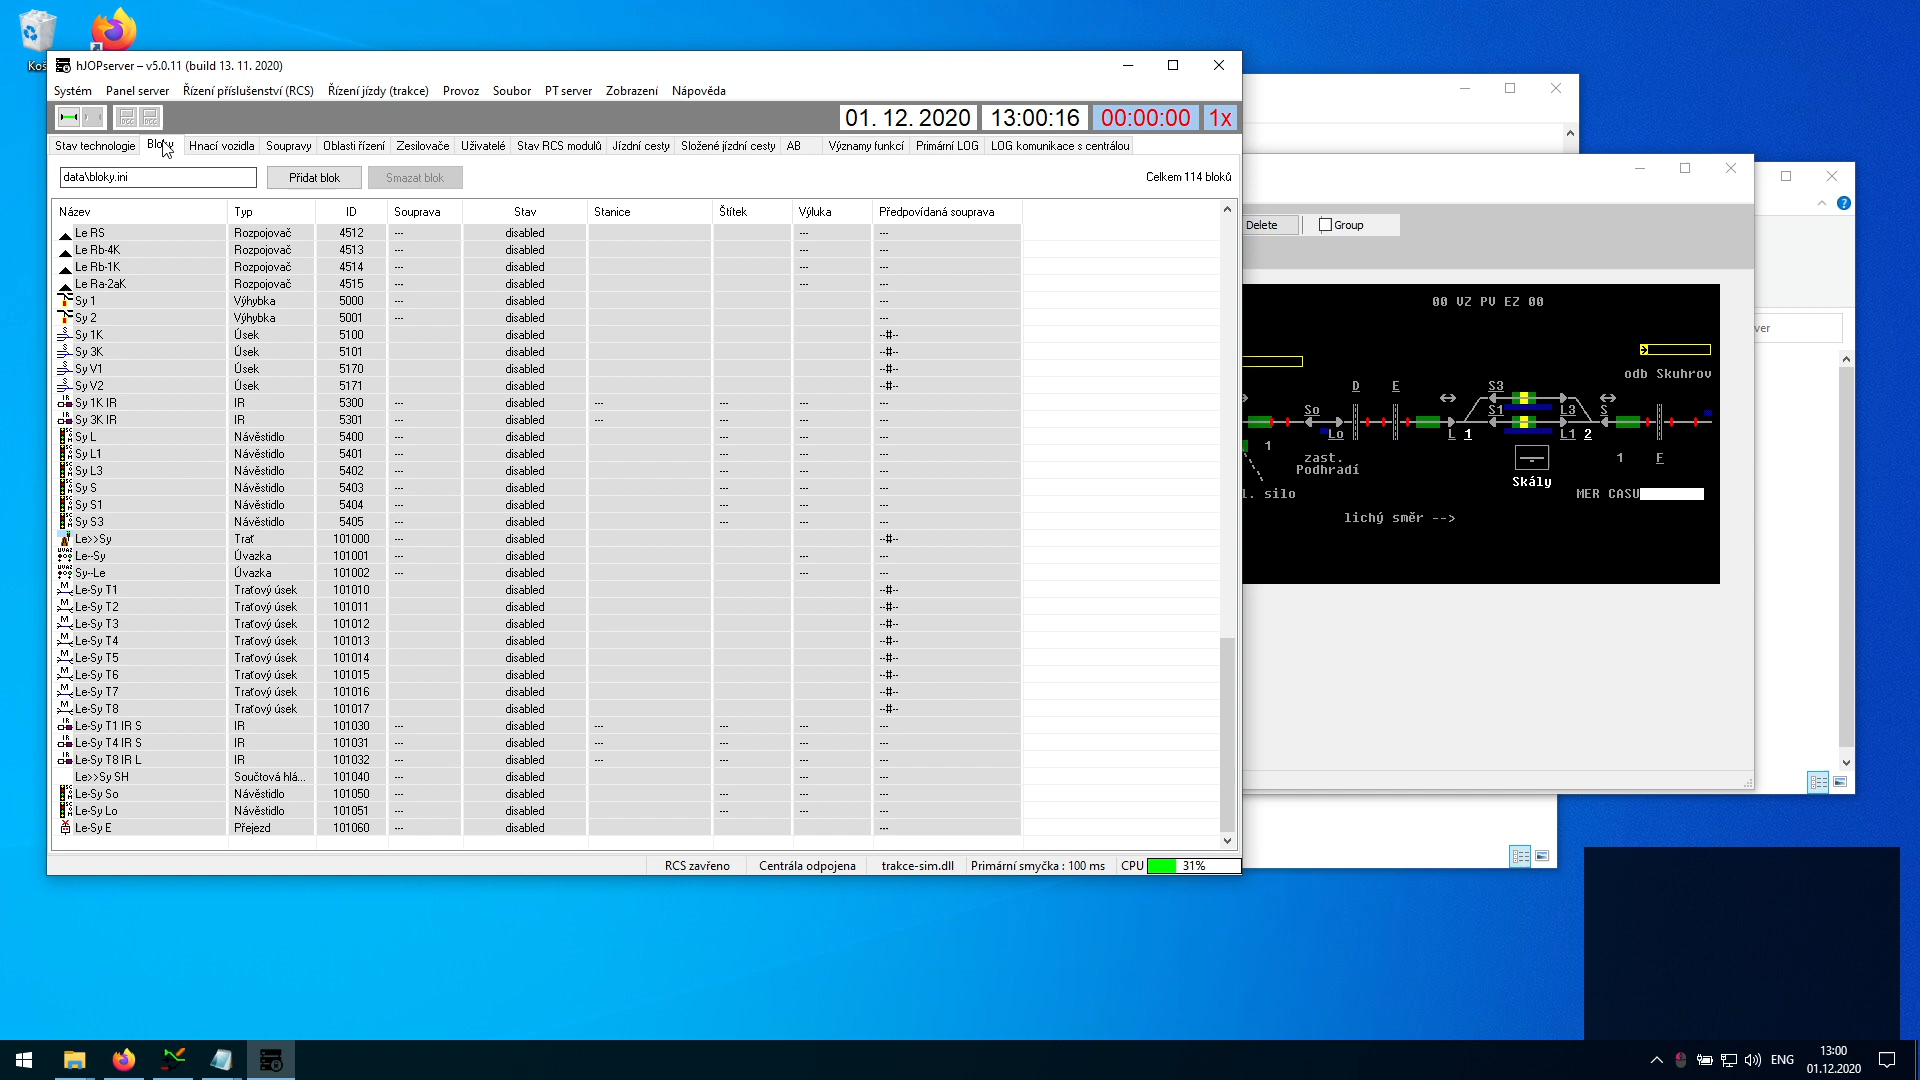 hJOPserver – v5.0.11 (build 13. 11. 2020)
Systém Panel server Řízení příslušenství (RCS) Řízení jízdy (trakce) Provoz Soubor PT server Zobrazení Nápověda
01. 12. 2020 13:00:16 00:00:00 1x
Stav technologie Bloky Hnací vozidla Soupravy Oblasti řízení Zesilovače Uživatelé Stav RCS modulů Jízdní cesty Složené jízdní cesty AB Významy funkcí Primární LOG LOG komunikace s centrálou
data\bloky.ini Přidat blok Smazat blok Celkem 114 bloků
Název Typ ID Souprava Stav Stanice Štítek Výluka Předpovídaná souprava
Le RS Rozpojovač 4512 --- disabled --- ---
Le Rb-4K Rozpojovač 4513 --- disabled --- ---
Le Rb-1K Rozpojovač 4514 --- disabled --- ---
Le Ra-2aK Rozpojovač 4515 --- disabled --- ---
Sy 1 Výhybka 5000 --- disabled ---
Sy 2 Výhybka 5001 --- disabled ---
Sy 1K Úsek 5100 disabled --#--
Sy 3K Úsek 5101 disabled --#--
Sy V1 Úsek 5170 disabled --#--
Sy V2 Úsek 5171 disabled --#--
Sy 1K IR IR 5300 --- disabled --- --- --- ---
Sy 3K IR IR 5301 --- disabled --- --- --- ---
Sy L Návěstidlo 5400 --- disabled --- --- ---
Sy L1 Návěstidlo 5401 --- disabled --- --- ---
Sy L3 Návěstidlo 5402 --- disabled --- --- ---
Sy S Návěstidlo 5403 --- disabled --- --- ---
Sy S1 Návěstidlo 5404 --- disabled --- --- ---
Sy S3 Návěstidlo 5405 --- disabled --- --- ---
Le>>Sy Trať 101000 --- disabled --#--
Le--Sy Úvazka 101001 --- disabled --- ---
Sy--Le Úvazka 101002 --- disabled --- ---
Le-Sy T1 Traťový úsek 101010 disabled --#--
Le-Sy T2 Traťový úsek 101011 disabled --#--
Le-Sy T3 Traťový úsek 101012 disabled --#--
Le-Sy T4 Traťový úsek 101013 disabled --#--
Le-Sy T5 Traťový úsek 101014 disabled --#--
Le-Sy T6 Traťový úsek 101015 disabled --#--
Le-Sy T7 Traťový úsek 101016 disabled --#--
Le-Sy T8 Traťový úsek 101017 disabled --#--
Le-Sy T1 IR S IR 101030 --- disabled --- --- --- ---
Le-Sy T4 IR S IR 101031 --- disabled --- --- --- ---
Le-Sy T8 IR L IR 101032 --- disabled --- --- --- ---
Le>>Sy SH Součtová hlá... 101040 --- disabled --- ---
Le-Sy So Návěstidlo 101050 --- disabled --- --- ---
Le-Sy Lo Návěstidlo 101051 --- disabled --- --- ---
Le-Sy E Přejezd 101060 --- disabled ---
RCS zavřeno Centrála odpojena trakce-sim.dll Primární smyčka : 100 ms CPU 31%
Delete Group
00 VZ PV EZ 00
odb Skuhrov
D E S3
So S1 L3 S
Lo L 1 L1 2
1 zast. 1 F
Podhradí
Skály
l. silo MER CASU
lichý směr -->
ver
ENG 13:00
01.12.2020